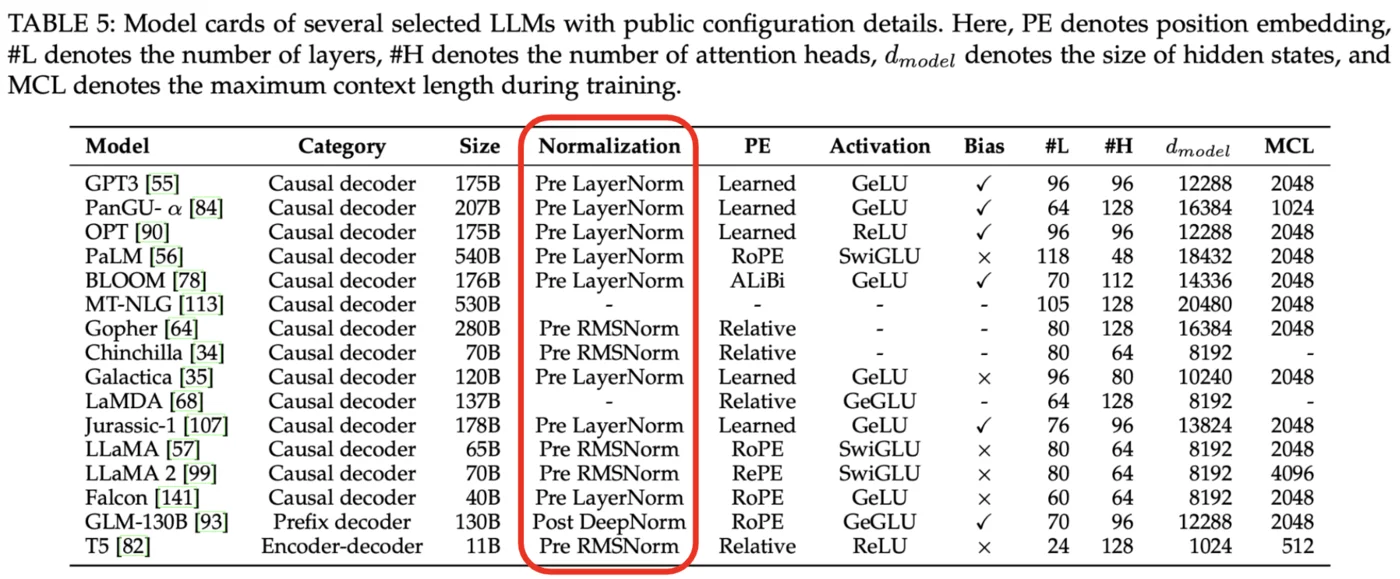 TABLE 5: Model cards of several selected LLMs with public configuration details. Here, PE denotes position embedding,
#L denotes the number of layers, #H denotes the number of attention heads, d_model denotes the size of hidden states, and
MCL denotes the maximum context length during training.
Model Category Size Normalization PE Activation Bias #L #H d_model MCL
GPT3 [55] Causal decoder 175B Pre LayerNorm Learned GeLU ✓ 96 96 12288 2048
PanGU- α [84] Causal decoder 207B Pre LayerNorm Learned GeLU ✓ 64 128 16384 1024
OPT [90] Causal decoder 175B Pre LayerNorm Learned ReLU ✓ 96 96 12288 2048
PaLM [56] Causal decoder 540B Pre LayerNorm RoPE SwiGLU × 118 48 18432 2048
BLOOM [78] Causal decoder 176B Pre LayerNorm ALiBi GeLU ✓ 70 112 14336 2048
MT-NLG [113] Causal decoder 530B - - - - 105 128 20480 2048
Gopher [64] Causal decoder 280B Pre RMSNorm Relative - - 80 128 16384 2048
Chinchilla [34] Causal decoder 70B Pre RMSNorm Relative - - 80 64 8192 -
Galactica [35] Causal decoder 120B Pre LayerNorm Learned GeLU × 96 80 10240 2048
LaMDA [68] Causal decoder 137B - Relative GeGLU - 64 128 8192 -
Jurassic-1 [107] Causal decoder 178B Pre LayerNorm Learned GeLU ✓ 76 96 13824 2048
LLaMA [57] Causal decoder 65B Pre RMSNorm RoPE SwiGLU × 80 64 8192 2048
LLaMA 2 [99] Causal decoder 70B Pre RMSNorm RePE SwiGLU × 80 64 8192 4096
Falcon [141] Causal decoder 40B Pre LayerNorm RoPE GeLU × 60 64 8192 2048
GLM-130B [93] Prefix decoder 130B Post DeepNorm RoPE GeGLU ✓ 70 96 12288 2048
T5 [82] Encoder-decoder 11B Pre RMSNorm Relative ReLU × 24 128 1024 512